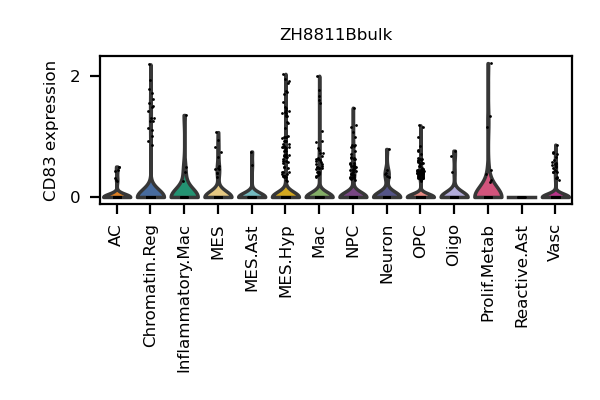 ZH8811Bbulk
CD83 expression
2
0
AC
Chromatin.Reg
Inflammatory.Mac
MES
MES.Ast
MES.Hyp
Mac
NPC
Neuron
OPC
Oligo
Prolif.Metab
Reactive.Ast
Vasc